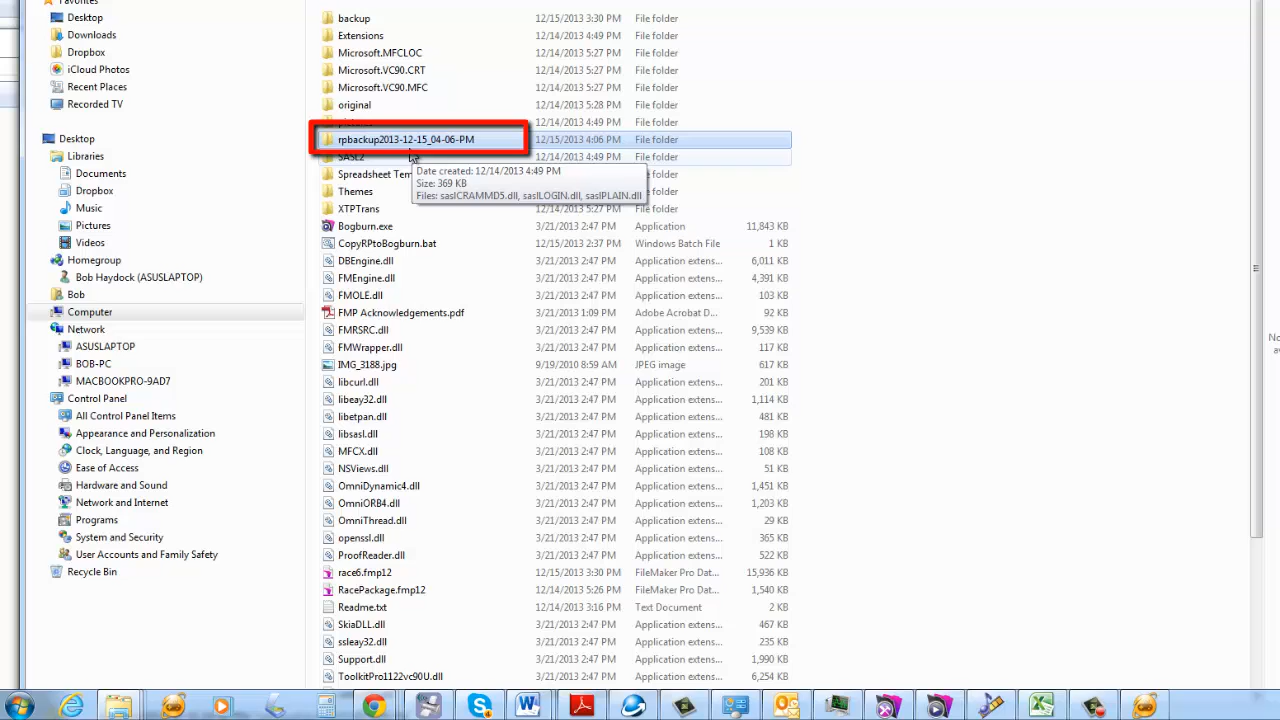 Favorites
Desktop
Downloads
Dropbox
iCloud Photos
Recent Places
Recorded TV
Desktop
Libraries
Documents
Dropbox
Music
Pictures
Videos
Homegroup
Bob Haydock (ASUSLAPTOP)
Bob
Computer
Network
ASUSLAPTOP
BOB-PC
MACBOOKPRO-9AD7
Control Panel
All Control Panel Items
Appearance and Personalization
Clock, Language, and Region
Ease of Access
Hardware and Sound
Network and Internet
Programs
System and Security
User Accounts and Family Safety
Recycle Bin
backup 12/15/2013 3:30 PM File folder
Extensions 12/14/2013 4:49 PM File folder
Microsoft.MFCLOC 12/14/2013 5:27 PM File folder
Microsoft.VC90.CRT 12/14/2013 5:27 PM File folder
Microsoft.VC90.MFC 12/14/2013 5:27 PM File folder
original 12/14/2013 5:28 PM File folder
12/14/2013 4:49 PM File folder
rpbackup2013-12-15_04-06-PM 12/15/2013 4:06 PM File folder
SASL2 12/14/2013 4:49 PM File folder
Spreadsheet Tem
Date created: 12/14/2013 4:49 PM
Size: 369 KB
Files: saslCRAMMD5.dll, saslLOGIN.dll, saslPLAIN.dll
File folder
Themes File folder
XTPTrans 12/14/2013 5:27 PM File folder
Bogburn.exe 3/21/2013 2:47 PM Application 11,843 KB
CopyRPtoBogburn.bat 12/15/2013 2:37 PM Windows Batch File 1 KB
DBEngine.dll 3/21/2013 2:47 PM Application extens... 6,011 KB
FMEngine.dll 3/21/2013 2:47 PM Application extens... 4,391 KB
FMOLE.dll 3/21/2013 2:47 PM Application extens... 103 KB
FMP Acknowledgements.pdf 3/21/2013 1:09 PM Adobe Acrobat D... 92 KB
FMRSRC.dll 3/21/2013 2:47 PM Application extens... 9,539 KB
FMWrapper.dll 3/21/2013 2:47 PM Application extens... 117 KB
IMG_3188.jpg 9/19/2010 8:59 AM JPEG image 617 KB
libcurl.dll 3/21/2013 2:47 PM Application extens... 201 KB
libeay32.dll 3/21/2013 2:47 PM Application extens... 1,114 KB
libetpan.dll 3/21/2013 2:47 PM Application extens... 481 KB
libsasl.dll 3/21/2013 2:47 PM Application extens... 198 KB
MFCX.dll 3/21/2013 2:47 PM Application extens... 108 KB
NSViews.dll 3/21/2013 2:47 PM Application extens... 51 KB
OmniDynamic4.dll 3/21/2013 2:47 PM Application extens... 1,451 KB
OmniORB4.dll 3/21/2013 2:47 PM Application extens... 1,203 KB
OmniThread.dll 3/21/2013 2:47 PM Application extens... 29 KB
openssl.dll 3/21/2013 2:47 PM Application extens... 365 KB
ProofReader.dll 3/21/2013 2:47 PM Application extens... 522 KB
race6.fmp12 12/15/2013 3:30 PM FileMaker Pro Dat... 15,936 KB
RacePackage.fmp12 12/14/2013 5:26 PM FileMaker Pro Dat... 1,540 KB
Readme.txt 12/14/2013 3:16 PM Text Document 2 KB
SkiaDLL.dll 3/21/2013 2:47 PM Application extens... 467 KB
ssleay32.dll 3/21/2013 2:47 PM Application extens... 235 KB
Support.dll 3/21/2013 2:47 PM Application extens... 1,990 KB
ToolkitPro1122vc90U.dll 3/21/2013 2:47 PM Application extens... 6,254 KB
No